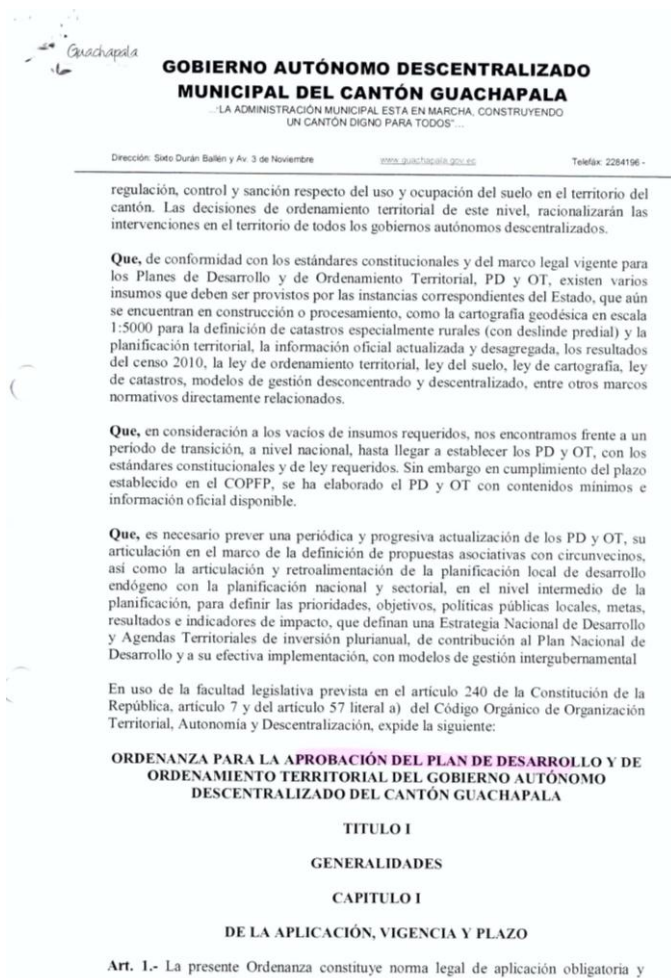 Guachapala
GOBIERNO AUTÓNOMO DESCENTRALIZADO
MUNICIPAL DEL CANTÓN GUACHAPALA
..."LA ADMINISTRACIÓN MUNICIPAL ESTA EN MARCHA, CONSTRUYENDO
UN CANTÓN DIGNO PARA TODOS"...
Dirección: Sixto Durán Ballén y Av. 3 de Noviembre www.guachapala.gov.ec Telefax: 2284196 -
regulación, control y sanción respecto del uso y ocupación del suelo en el territorio del
cantón. Las decisiones de ordenamiento territorial de este nivel, racionalizarán las
intervenciones en el territorio de todos los gobiernos autónomos descentralizados.
Que, de conformidad con los estándares constitucionales y del marco legal vigente para
los Planes de Desarrollo y de Ordenamiento Territorial, PD y OT, existen varios
insumos que deben ser provistos por las instancias correspondientes del Estado, que aún
se encuentran en construcción o procesamiento, como la cartografía geodésica en escala
1:5000 para la definición de catastros especialmente rurales (con deslinde predial) y la
planificación territorial, la información oficial actualizada y desagregada, los resultados
del censo 2010, la ley de ordenamiento territorial, ley del suelo, ley de cartografía, ley
de catastros, modelos de gestión desconcentrado y descentralizado, entre otros marcos
normativos directamente relacionados.
Que, en consideración a los vacíos de insumos requeridos, nos encontramos frente a un
período de transición, a nivel nacional, hasta llegar a establecer los PD y OT, con los
estándares constitucionales y de ley requeridos. Sin embargo en cumplimiento del plazo
establecido en el COPFP, se ha elaborado el PD y OT con contenidos mínimos e
información oficial disponible.
Que, es necesario prever una periódica y progresiva actualización de los PD y OT, su
articulación en el marco de la definición de propuestas asociativas con circunvecinos,
así como la articulación y retroalimentación de la planificación local de desarrollo
endógeno con la planificación nacional y sectorial, en el nivel intermedio de la
planificación, para definir las prioridades, objetivos, políticas públicas locales, metas,
resultados e indicadores de impacto, que definan una Estrategia Nacional de Desarrollo
y Agendas Territoriales de inversión plurianual, de contribución al Plan Nacional de
Desarrollo y a su efectiva implementación, con modelos de gestión intergubernamental
En uso de la facultad legislativa prevista en el artículo 240 de la Constitución de la
República, artículo 7 y del artículo 57 literal a) del Código Orgánico de Organización
Territorial, Autonomía y Descentralización, expide la siguiente:
ORDENANZA PARA LA APROBACIÓN DEL PLAN DE DESARROLLO Y DE
ORDENAMIENTO TERRITORIAL DEL GOBIERNO AUTÓNOMO
DESCENTRALIZADO DEL CANTÓN GUACHAPALA
TITULO I
GENERALIDADES
CAPITULO I
DE LA APLICACIÓN, VIGENCIA Y PLAZO
Art. 1.- La presente Ordenanza constituye norma legal de aplicación obligatoria y